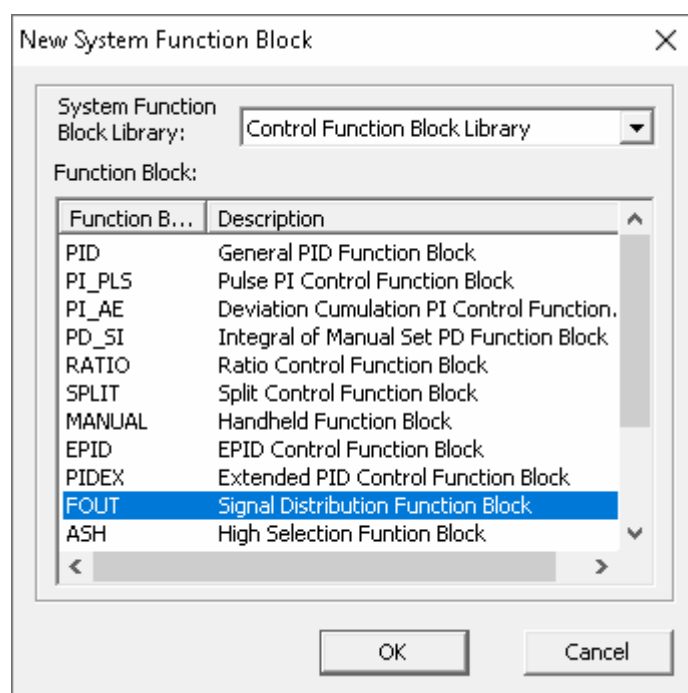 New System Function Block
System Function
Block Library:
Control Function Block Library
Function Block:
Function B... Description
PID General PID Function Block
PI_PLS Pulse PI Control Function Block
PI_AE Deviation Cumulation PI Control Function.
PD_SI Integral of Manual Set PD Function Block
RATIO Ratio Control Function Block
SPLIT Split Control Function Block
MANUAL Handheld Function Block
EPID EPID Control Function Block
PIDEX Extended PID Control Function Block
FOUT Signal Distribution Function Block
ASH High Selection Funtion Block
OK Cancel